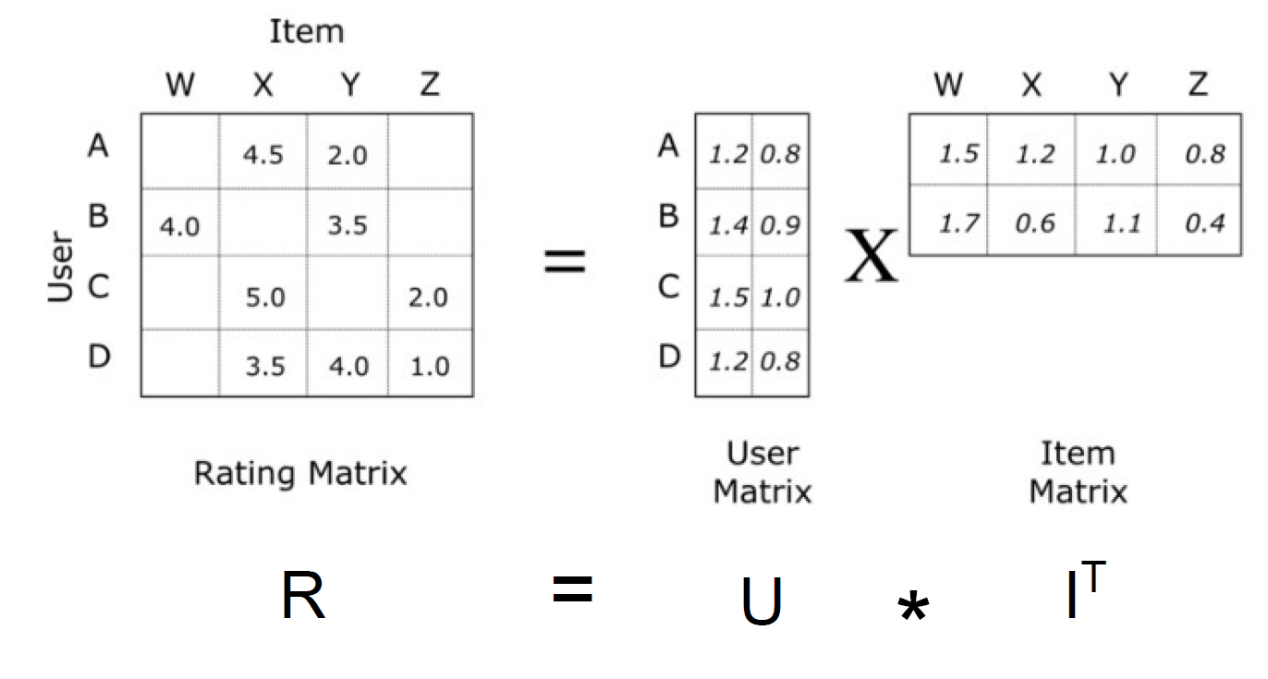 Item
W X Y Z W X Y Z
A 4.5 2.0 A 1.2 0.8 1.5 1.2 1.0 0.8
B 4.0 3.5 B 1.4 0.9 1.7 0.6 1.1 0.4
User
= X
C 5.0 2.0 C 1.5 1.0
D 3.5 4.0 1.0 D 1.2 0.8
Rating Matrix
User
Matrix
Item
Matrix
R = U * I^T